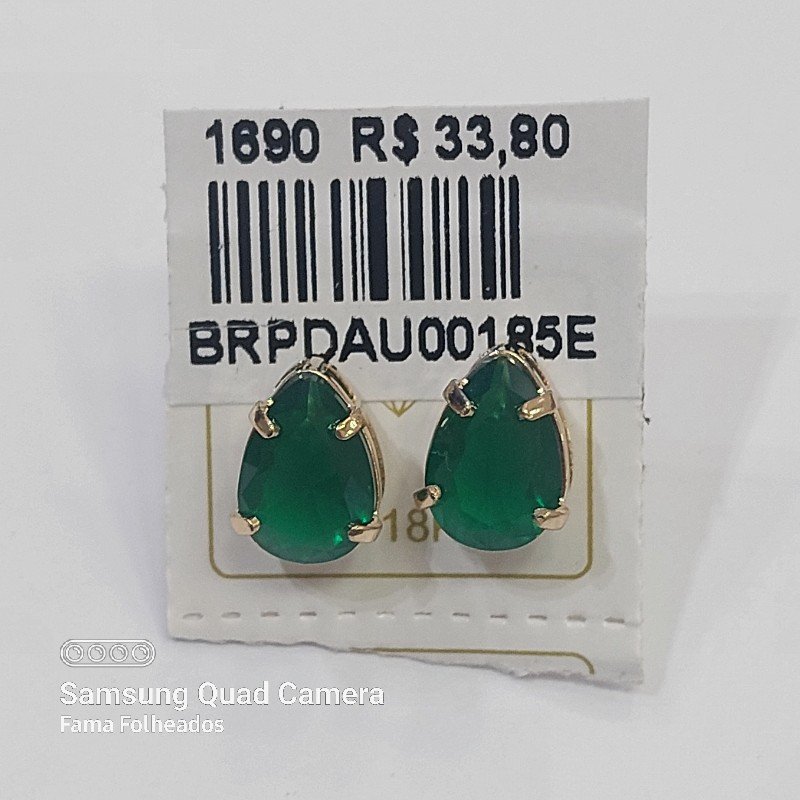 1690 R$ 33,80
BRPDAU00185E
Samsung Quad Camera
Fama Folheados